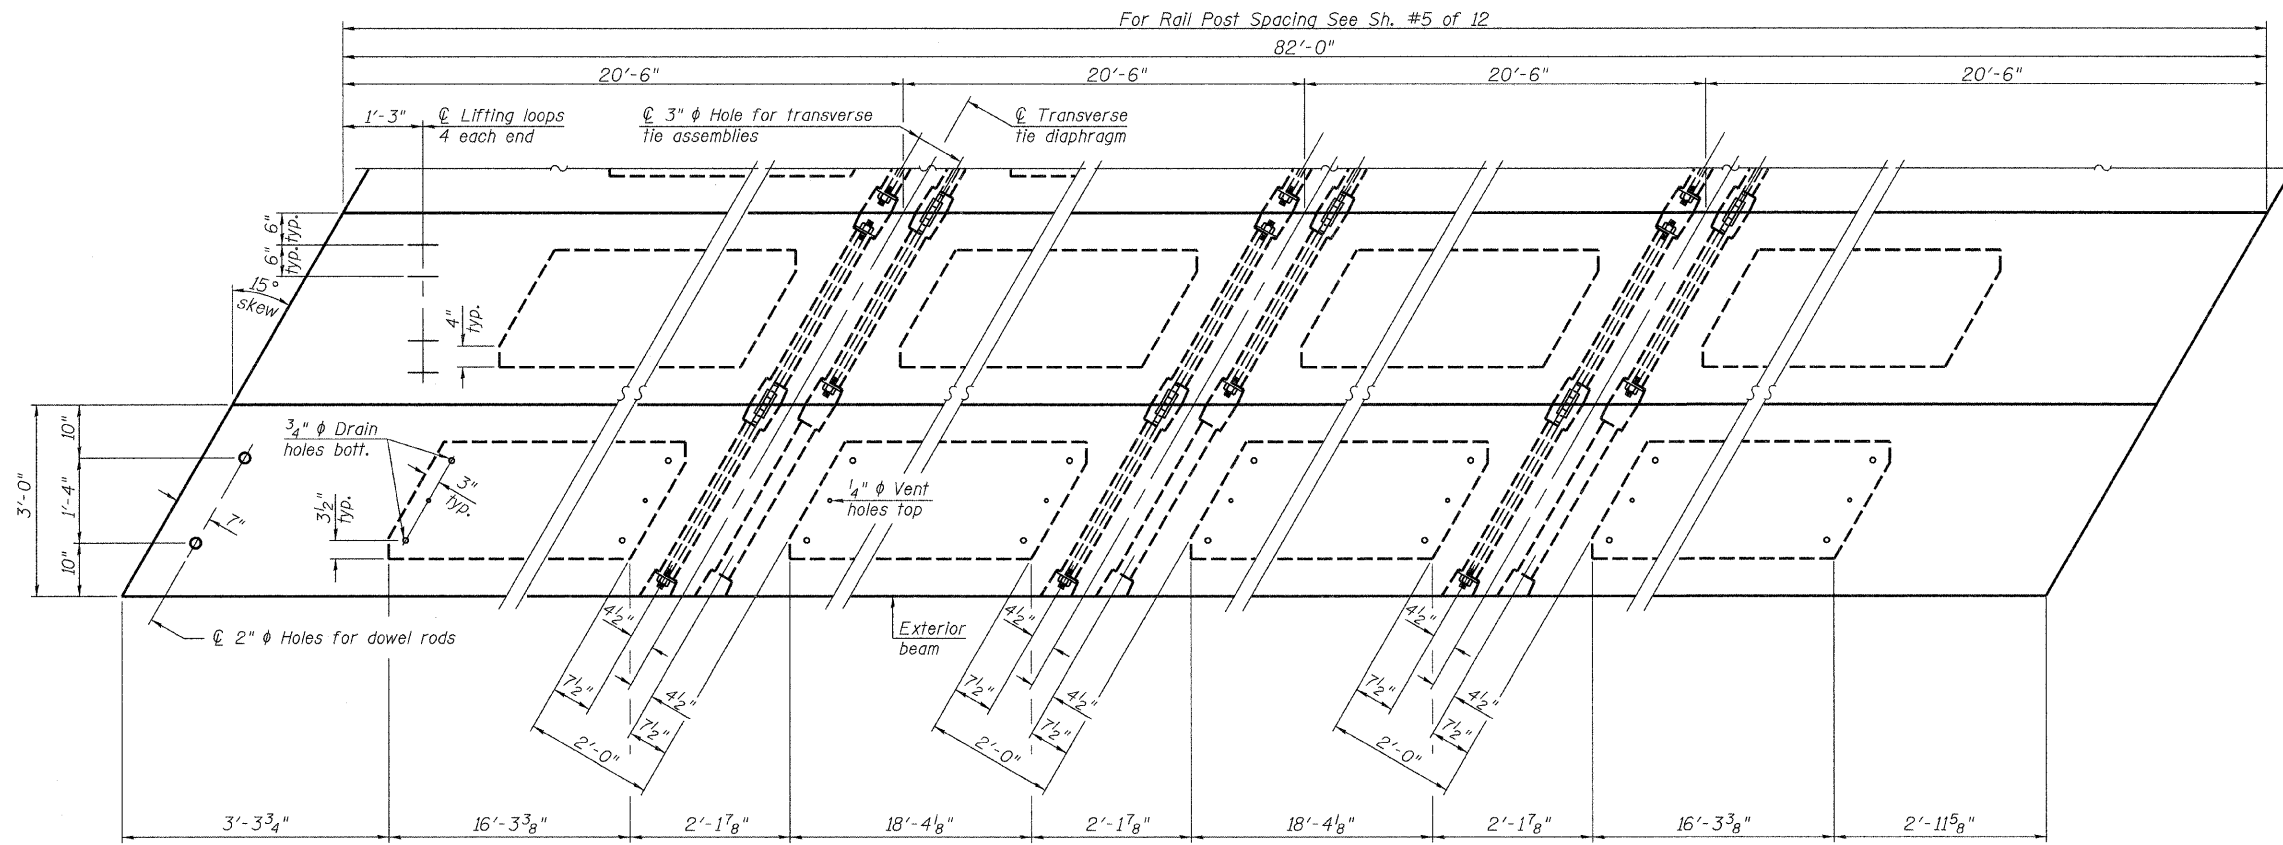 For Rail Post Spacing See Sh. #5 of 12
82'-0"
20'-6" 20'-6" 20'-6" 20'-6"
1'-3"
℄ Lifting loops
4 each end
℄ 3" ϕ Hole for transverse
tie assemblies
℄ Transverse
tie diaphragm
6"
typ.
6"
typ.
15°
skew
4"
typ.
3'-0"
10"
1'-4"
10"
7"
3/4" ϕ Drain
holes bott.
3 1/2"
typ.
3"
typ.
1/4" ϕ Vent
holes top
℄ 2" ϕ Holes for dowel rods
Exterior
beam
4 1/2" 4 1/2" 4 1/2"
7 1/2" 7 1/2" 7 1/2"
4 1/2" 4 1/2" 4 1/2"
7 1/2" 7 1/2" 7 1/2"
2'-0" 2'-0" 2'-0"
3'-3 3/4" 16'-3 3/8" 2'-1 7/8" 18'-4 1/8" 2'-1 7/8" 18'-4 1/8" 2'-1 7/8" 16'-3 3/8" 2'-11 5/8"